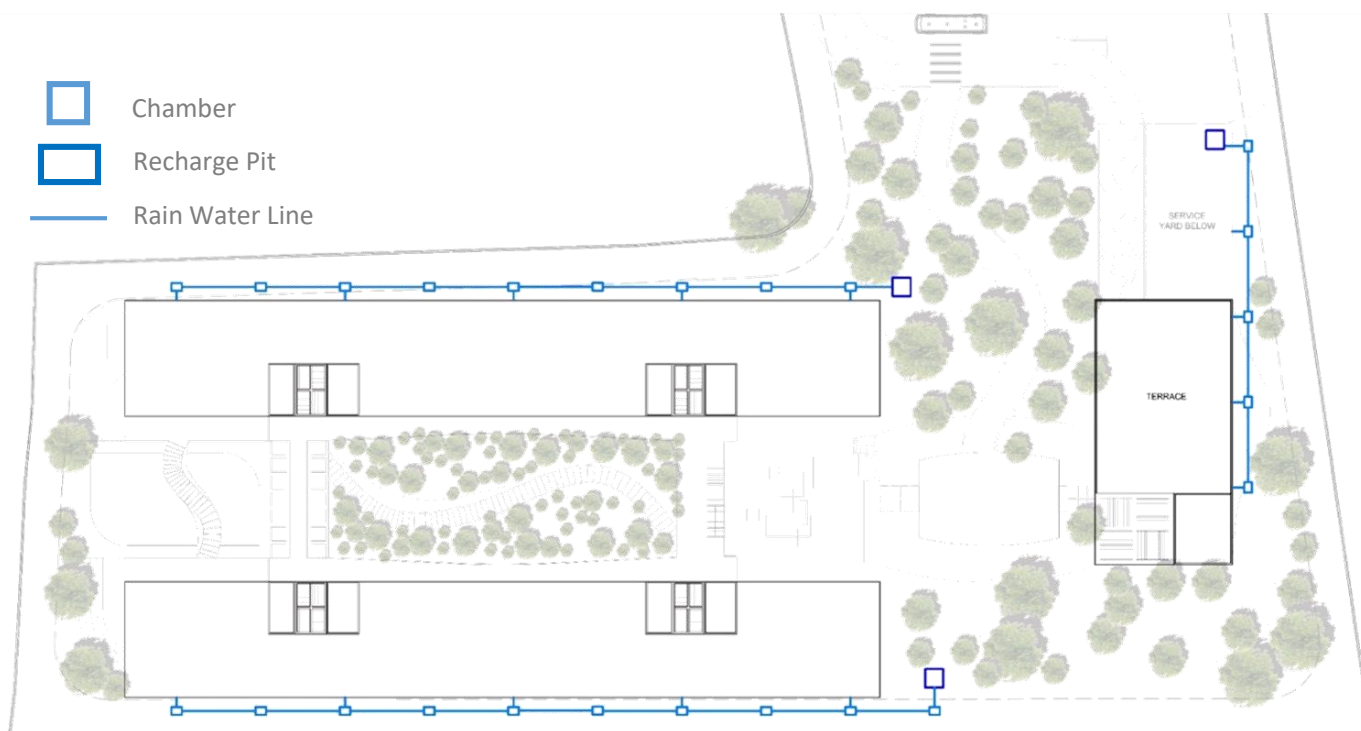 Chamber
Recharge Pit
Rain Water Line
SERVICE
YARD BELOW
TERRACE